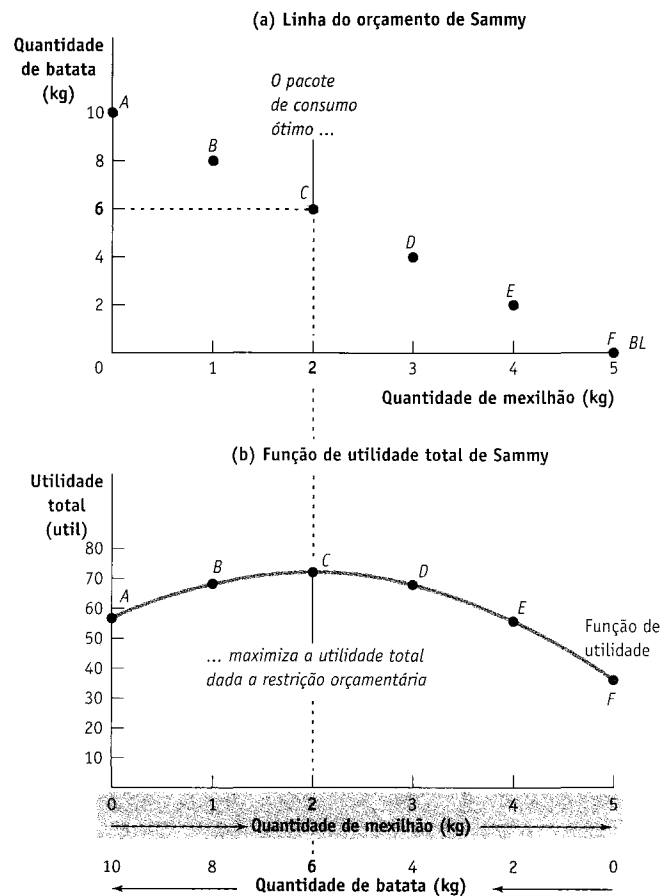 (a) Linha do orçamento de Sammy
Quantidade
de batata
(kg)
O pacote
de consumo
ótimo ...
10
A
B
8
C
6
D
4
E
2
F BL
0 1 2 3 4 5
Quantidade de mexilhão (kg)
(b) Função de utilidade total de Sammy
Utilidade
total
(util)
80
70
60
50
40
30
20
10
A
B
C
D
E
F
Função de
utilidade
... maximiza a utilidade total
dada a restrição orçamentária
0 1 2 3 4 5
Quantidade de mexilhão (kg)
10 8 6 4 2 0
Quantidade de batata (kg)